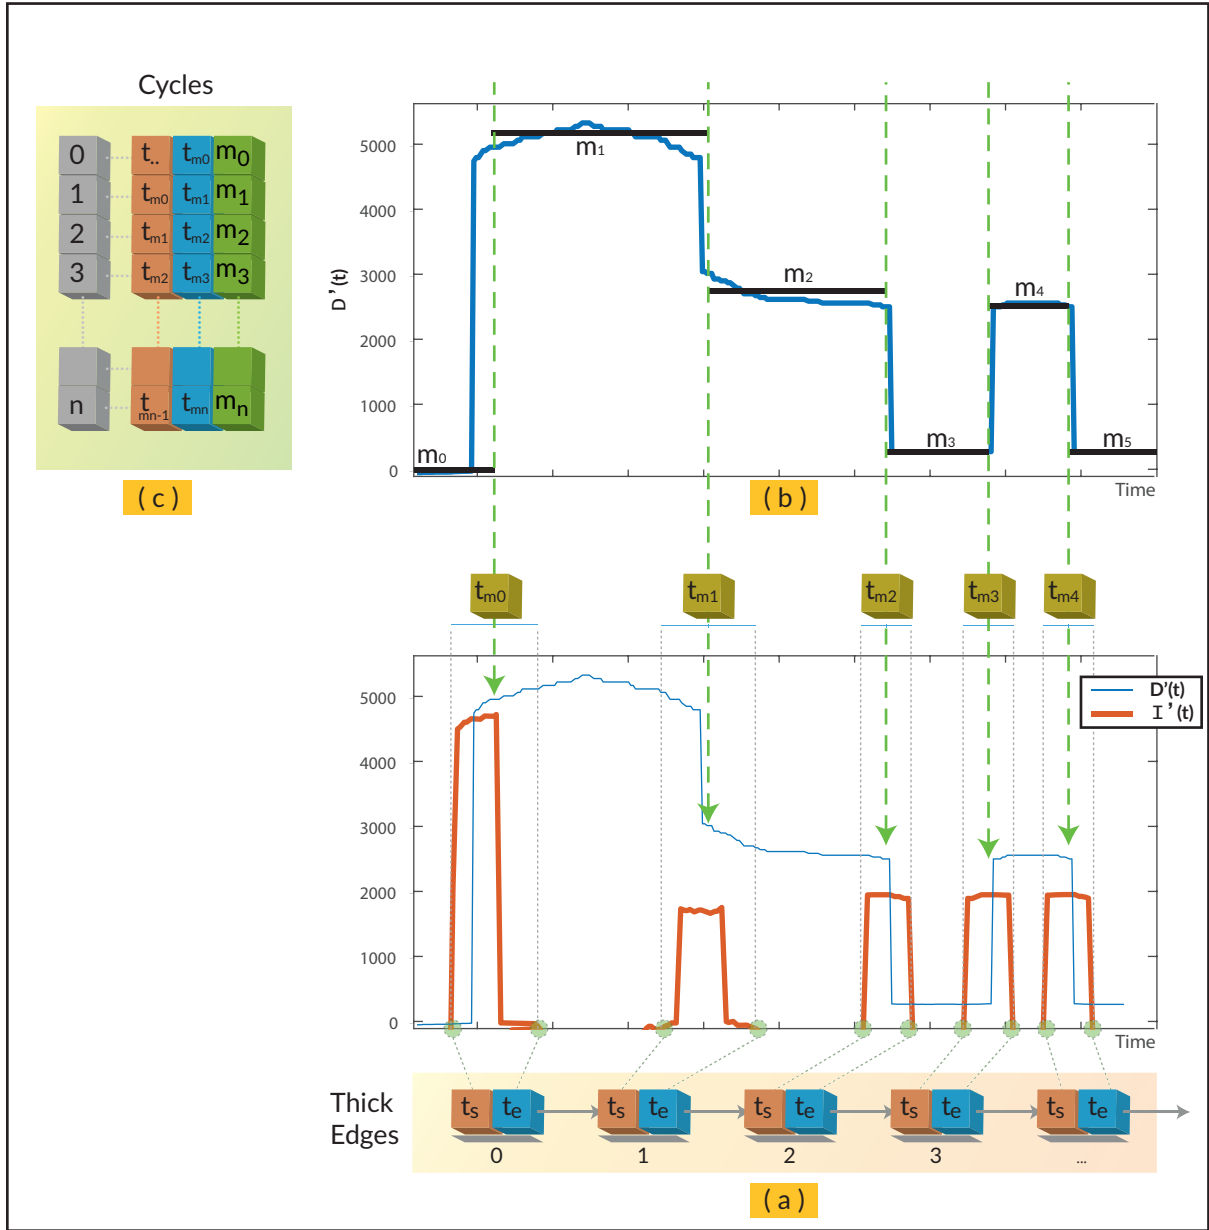 Cycles
0 t.. tm0 m0
1 tm0 tm1 m1
2 tm1 tm2 m2
3 tm2 tm3 m3
n tmn-1 tmn mn
( c )
D'(t)
5000
4000
3000
2000
1000
0
m0
m1
m2
m3
m4
m5
Time
( b )
tm0 tm1 tm2 tm3 tm4
D'(t)
I'(t)
5000
4000
3000
2000
1000
0
Time
Thick
Edges
ts te ts te ts te ts te ts te
0 1 2 3 ...
( a )